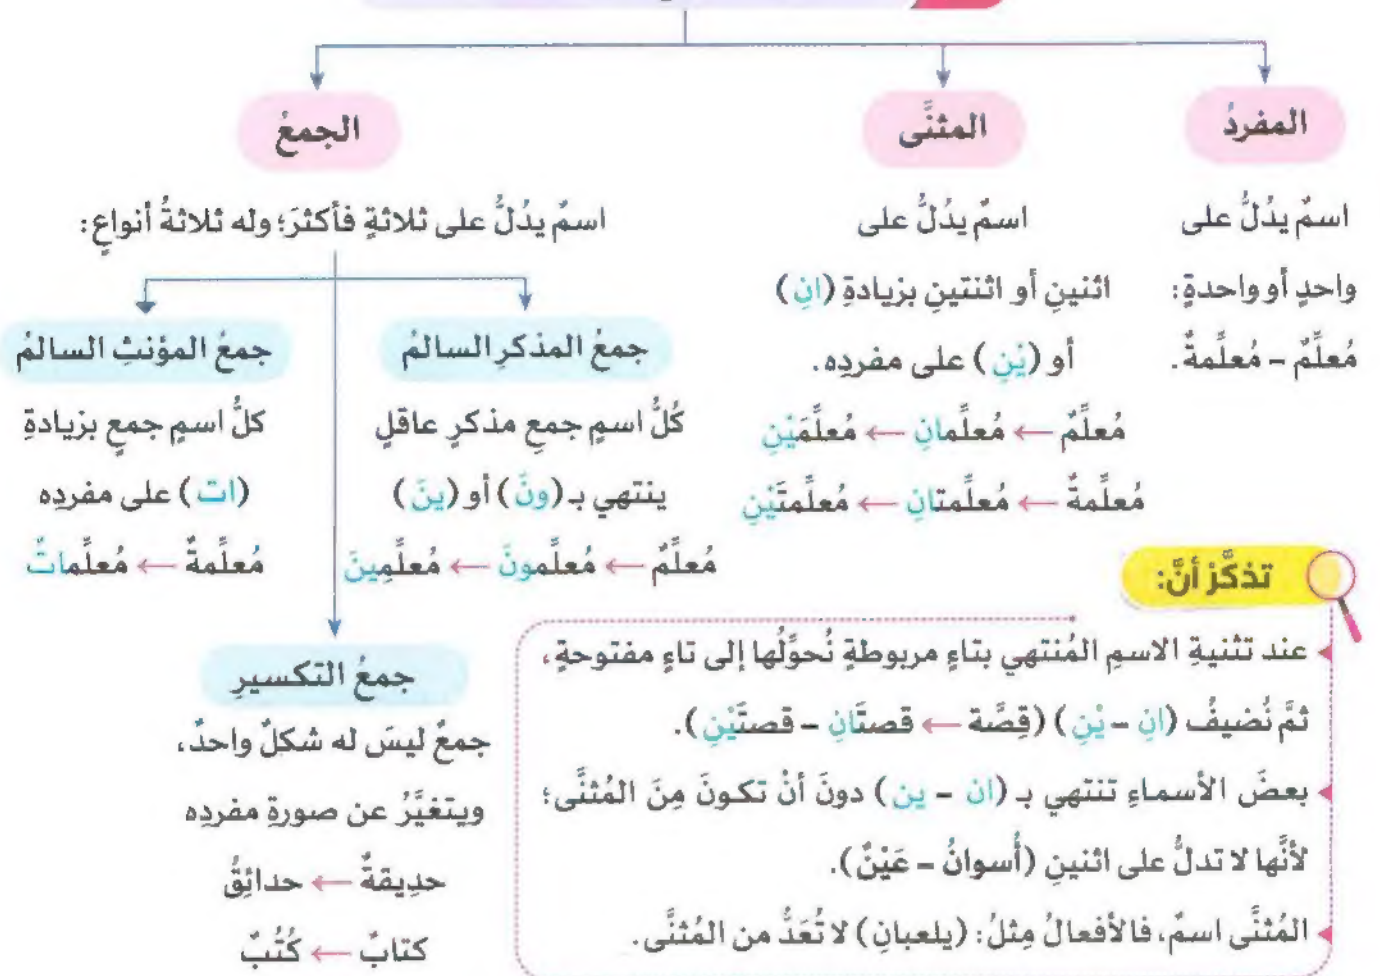 المفردُ
اسمٌ يدُلُّ على
واحدٍ أو واحدةٍ:
مُعلِّمٌ – مُعلِّمةٌ.
المثنَّى
اسمٌ يدُلُّ على
اثنينِ أو اثنتينِ بزيادةِ (انِ)
أو (يْنِ) على مفردِه.
مُعلِّمٌ ← مُعلِّمانِ ← مُعلِّمَيْنِ
مُعلِّمةٌ ← مُعلِّمتانِ ← مُعلِّمتَيْنِ
الجمعُ
اسمٌ يدُلُّ على ثلاثةٍ فأكثرَ؛ وله ثلاثةُ أنواعٍ:
جمعُ المذكرِ السالمُ
كُلُّ اسمٍ جمعِ مذكرٍ عاقلٍ
ينتهي بـ (ونَ) أو (ينَ)
مُعلِّمٌ ← مُعلِّمونَ ← مُعلِّمِينَ
جمعُ المؤنثِ السالمُ
كلُّ اسمٍ جمعٍ بزيادةِ
(ات) على مفردِه
مُعلِّمةٌ ← مُعلِّماتٌ
جمعُ التكسيرِ
جمعٌ ليسَ له شكلٌ واحدٌ،
ويتغيَّرُ عن صورةِ مفردِه
حدِيقةٌ ← حدائِقُ
كتابٌ ← كُتُبٌ
تذكَّرْ أنَّ:
عند تثنيةِ الاسمِ المُنتهي بتاءٍ مربوطةٍ نُحوِّلُها إلى تاءٍ مفتوحةٍ،
ثمَّ نُضيفُ (انِ – يْنِ) (قِصَّة ← قصتَانِ – قصتَيْنِ).
بعضَ الأسماءِ تنتهي بـ (ان – ين) دونَ أنْ تكونَ مِنَ المُثنَّى؛
لأنَّها لا تدلُّ على اثنينِ (أُسوانُ – عَيْنٌ).
المُثنَّى اسمٌ، فالأفعالُ مِثلُ: (يلعبانِ) لا تُعَدُّ من المُثنَّى.